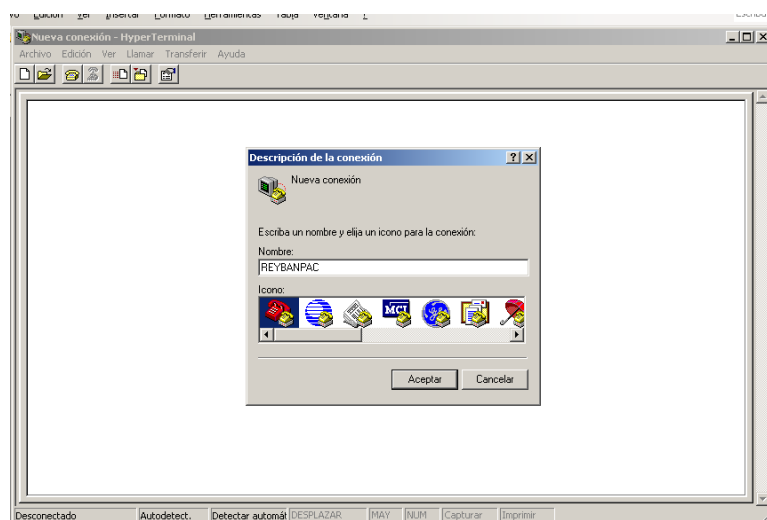 Nueva conexión - HyperTerminal
Archivo Edición Ver Llamar Transferir Ayuda
Descripción de la conexión
Nueva conexión
Escriba un nombre y elija un icono para la conexión:
Nombre:
REYBANPAC
Icono:
MCI
Aceptar Cancelar
Desconectado Autodetect. Detectar automát DESPLAZAR MAY NUM Capturar Imprimir